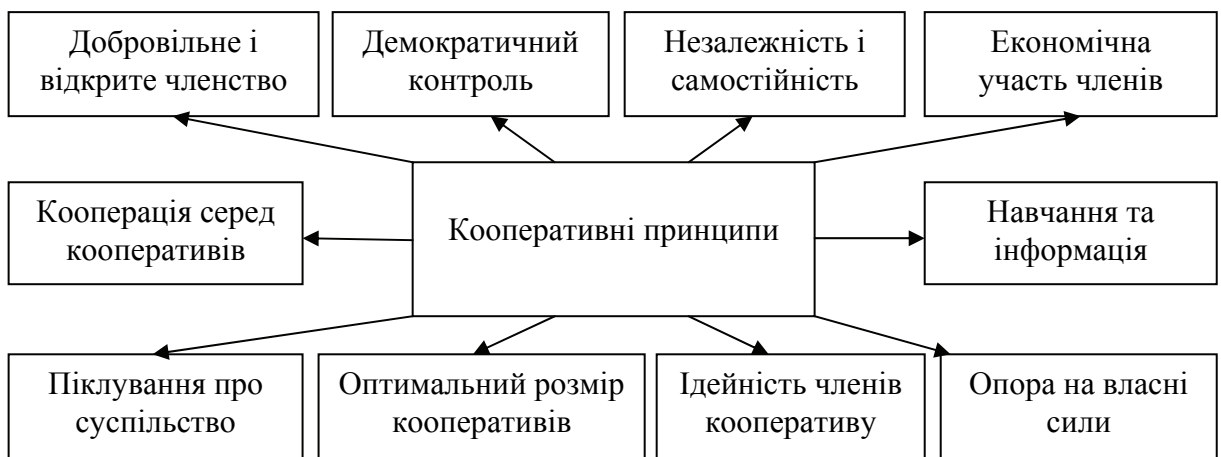 Добровільне і
відкрите членство
Демократичний
контроль
Незалежність і
самостійність
Економічна
участь членів
Кооперація серед
кооперативів
Кооперативні принципи
Навчання та
інформація
Піклування про
суспільство
Оптимальний розмір
кооперативів
Ідейність членів
кооперативу
Опора на власні
сили